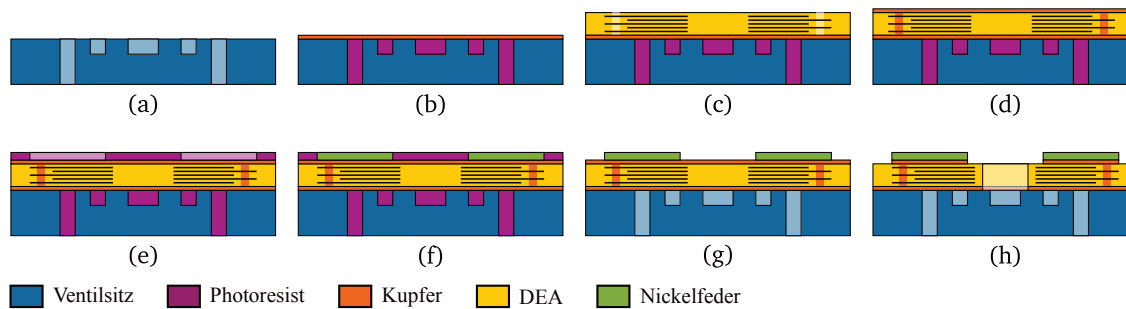 (a) (b) (c) (d)
(e) (f) (g) (h)
Ventilsitz Photoresist Kupfer DEA Nickelfeder